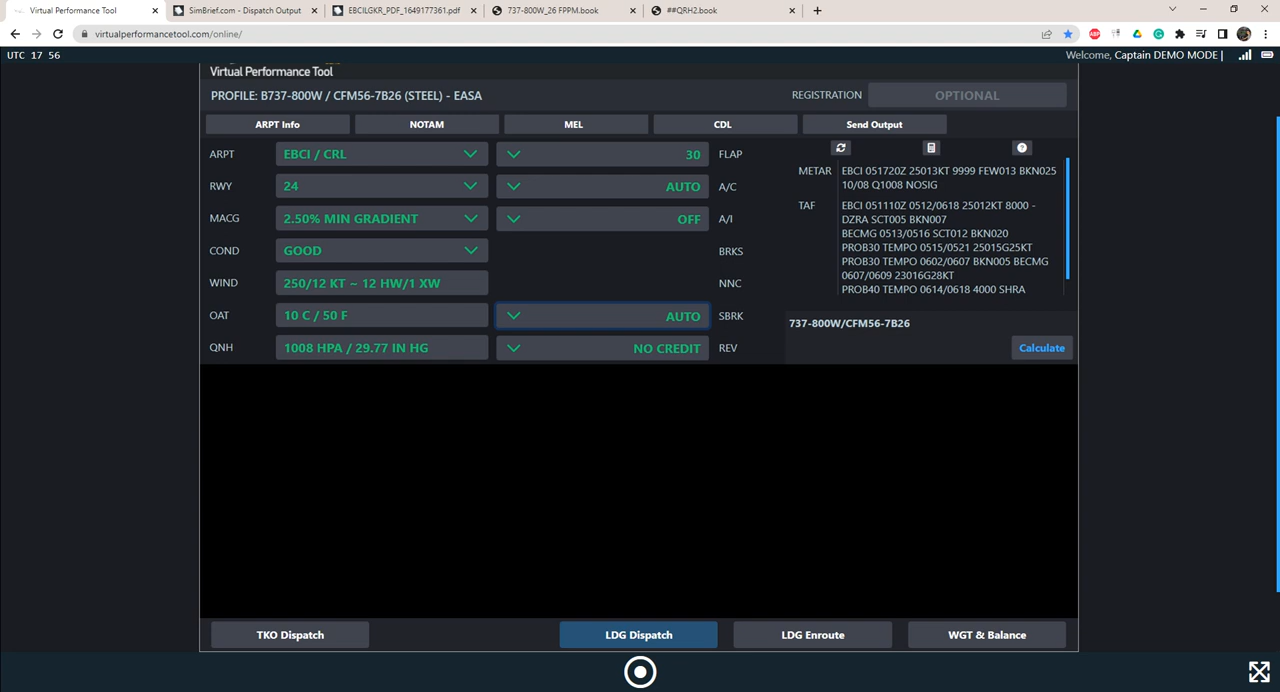 Virtual Performance Tool
SimBrief.com - Dispatch Output
EBCILGKR_PDF_1649177361.pdf
737-800W_26 FPPM.book
##QRH2.book
virtualperformancetool.com/online/
ABP
UTC 17 56
Welcome, Captain DEMO MODE |
Virtual Performance Tool
PROFILE: B737-800W / CFM56-7B26 (STEEL) - EASA
REGISTRATION
OPTIONAL
ARPT Info
NOTAM
MEL
CDL
Send Output
ARPT EBCI / CRL 30 FLAP
RWY 24 AUTO A/C
MACG 2.50% MIN GRADIENT OFF A/I
COND GOOD BRKS
WIND 250/12 KT ~ 12 HW/1 XW NNC
OAT 10 C / 50 F AUTO SBRK
QNH 1008 HPA / 29.77 IN HG NO CREDIT REV
METAR EBCI 051720Z 25013KT 9999 FEW013 BKN025
10/08 Q1008 NOSIG
TAF EBCI 051110Z 0512/0618 25012KT 8000 -
DZRA SCT005 BKN007
BECMG 0513/0516 SCT012 BKN020
PROB30 TEMPO 0515/0521 25015G25KT
PROB30 TEMPO 0602/0607 BKN005 BECMG
0607/0609 23016G28KT
PROB40 TEMPO 0614/0618 4000 SHRA
737-800W/CFM56-7B26
Calculate
TKO Dispatch
LDG Dispatch
LDG Enroute
WGT & Balance